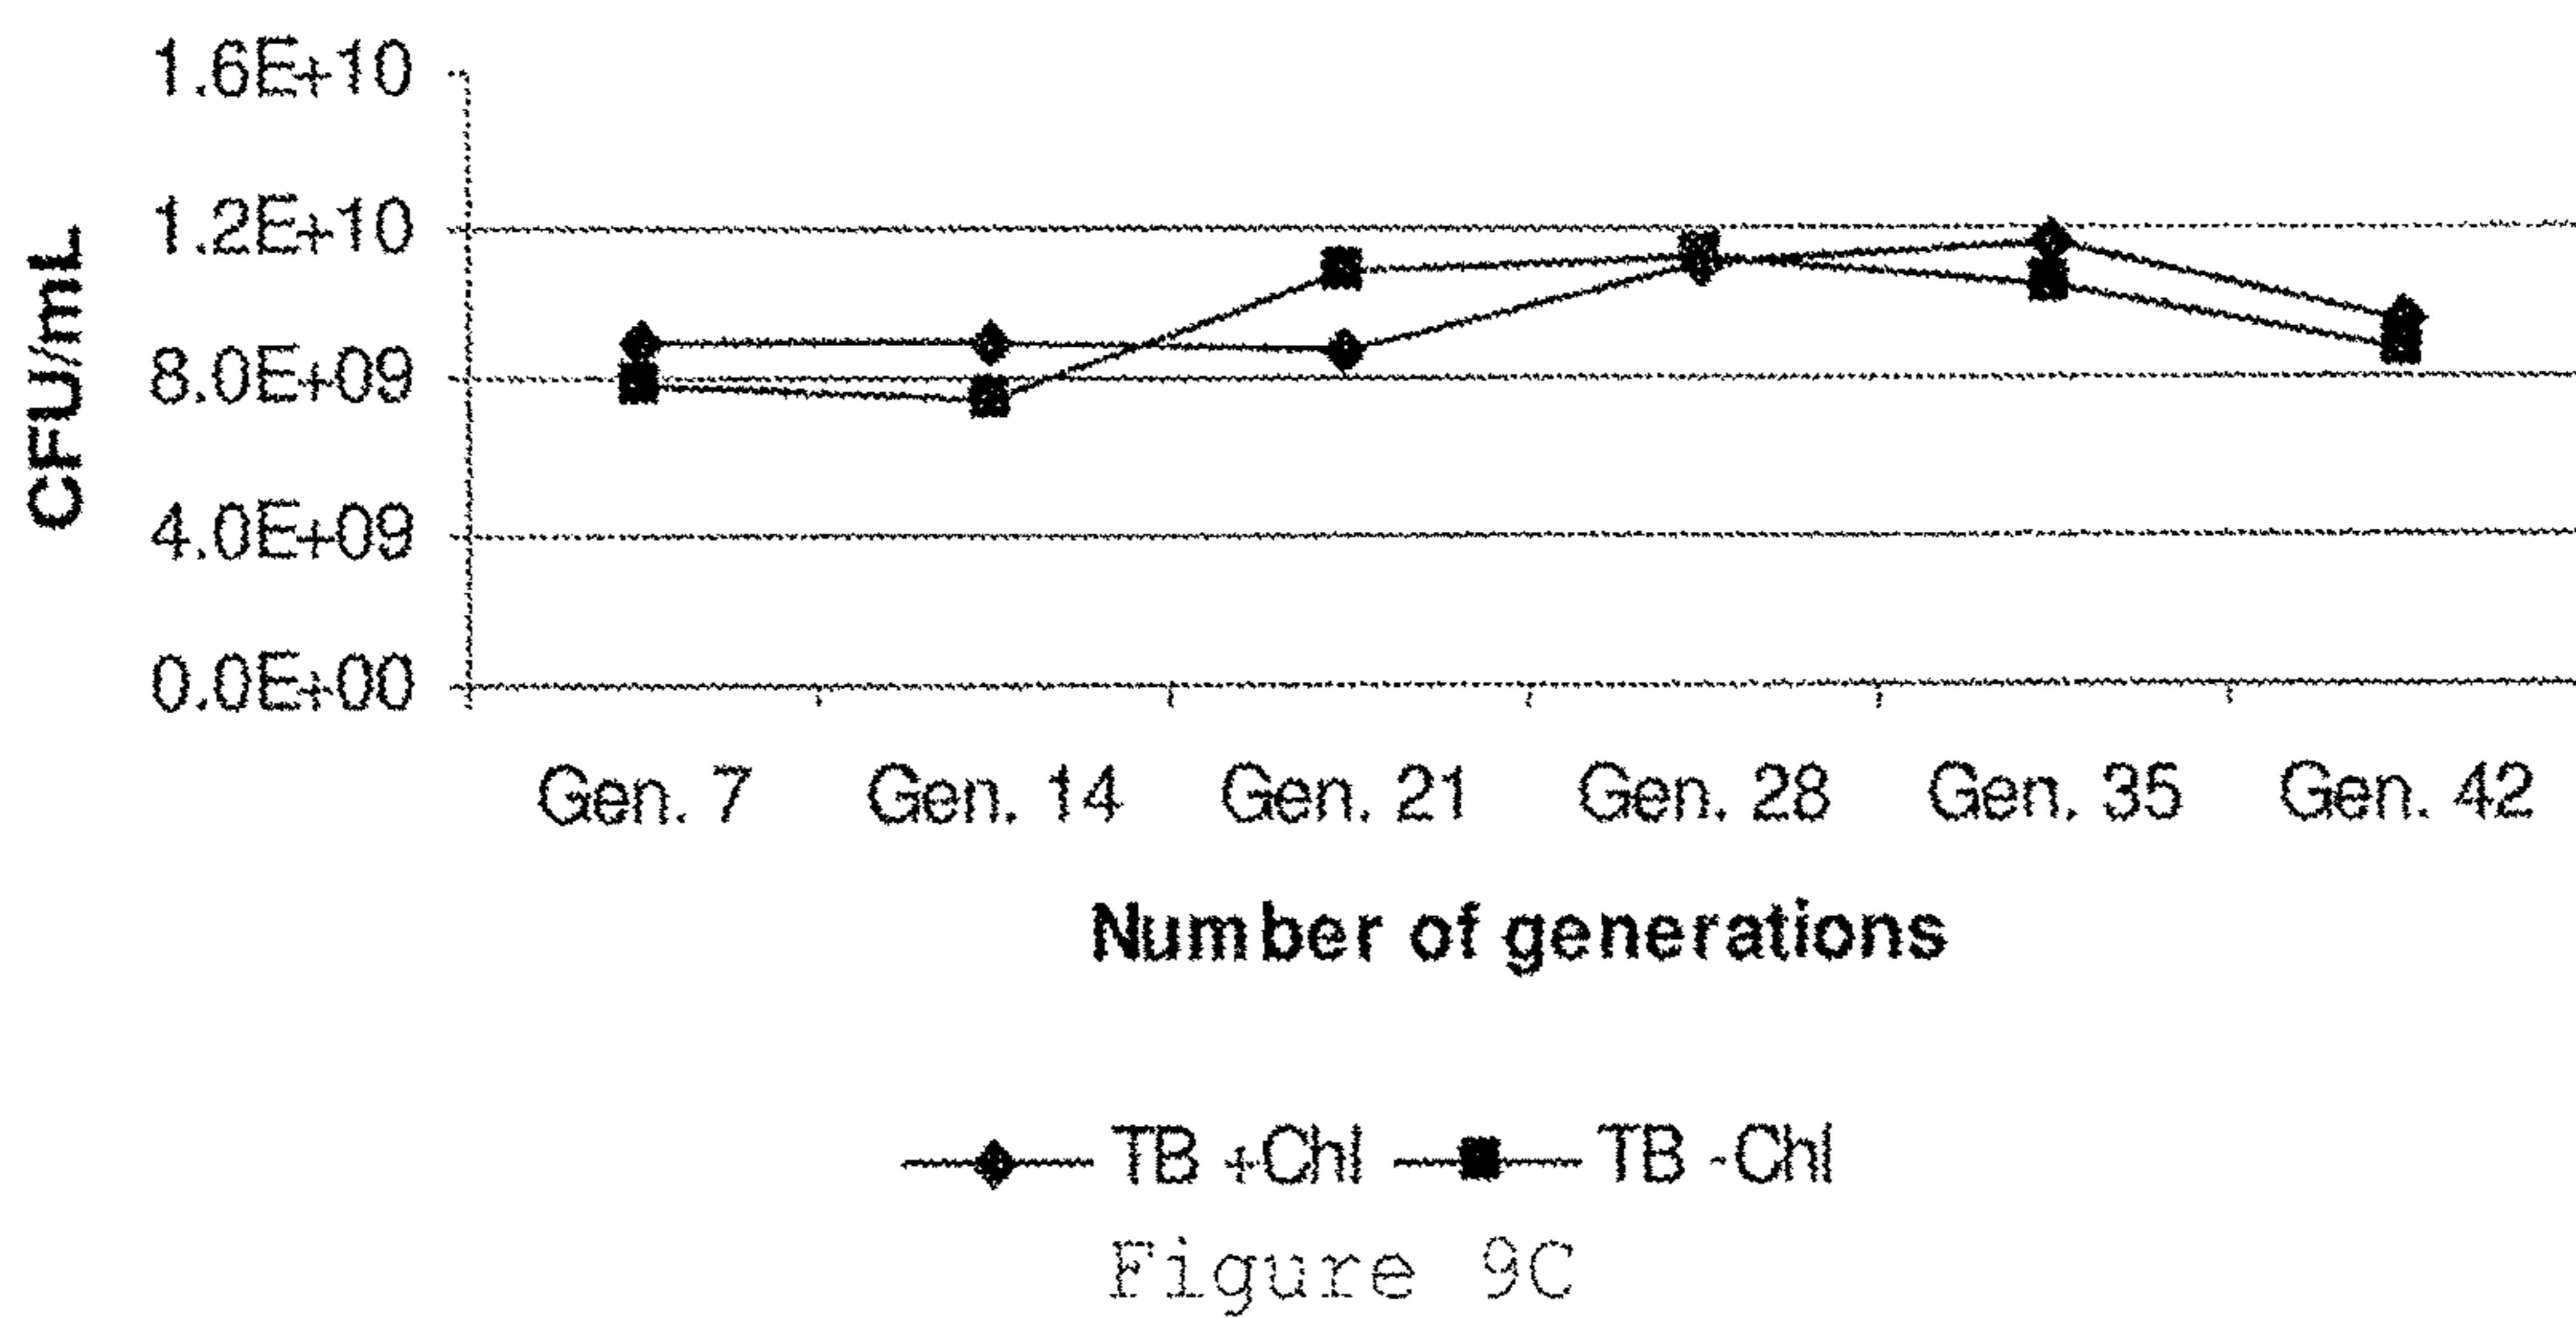 1.6E+10
1.2E+10
8.0E+09
4.0E+09
0.0E+00
CFU/mL
Gen. 7 Gen. 14 Gen. 21 Gen. 28 Gen. 35 Gen. 42
Number of generations
TB +Chl TB -Chl
Figure 9C